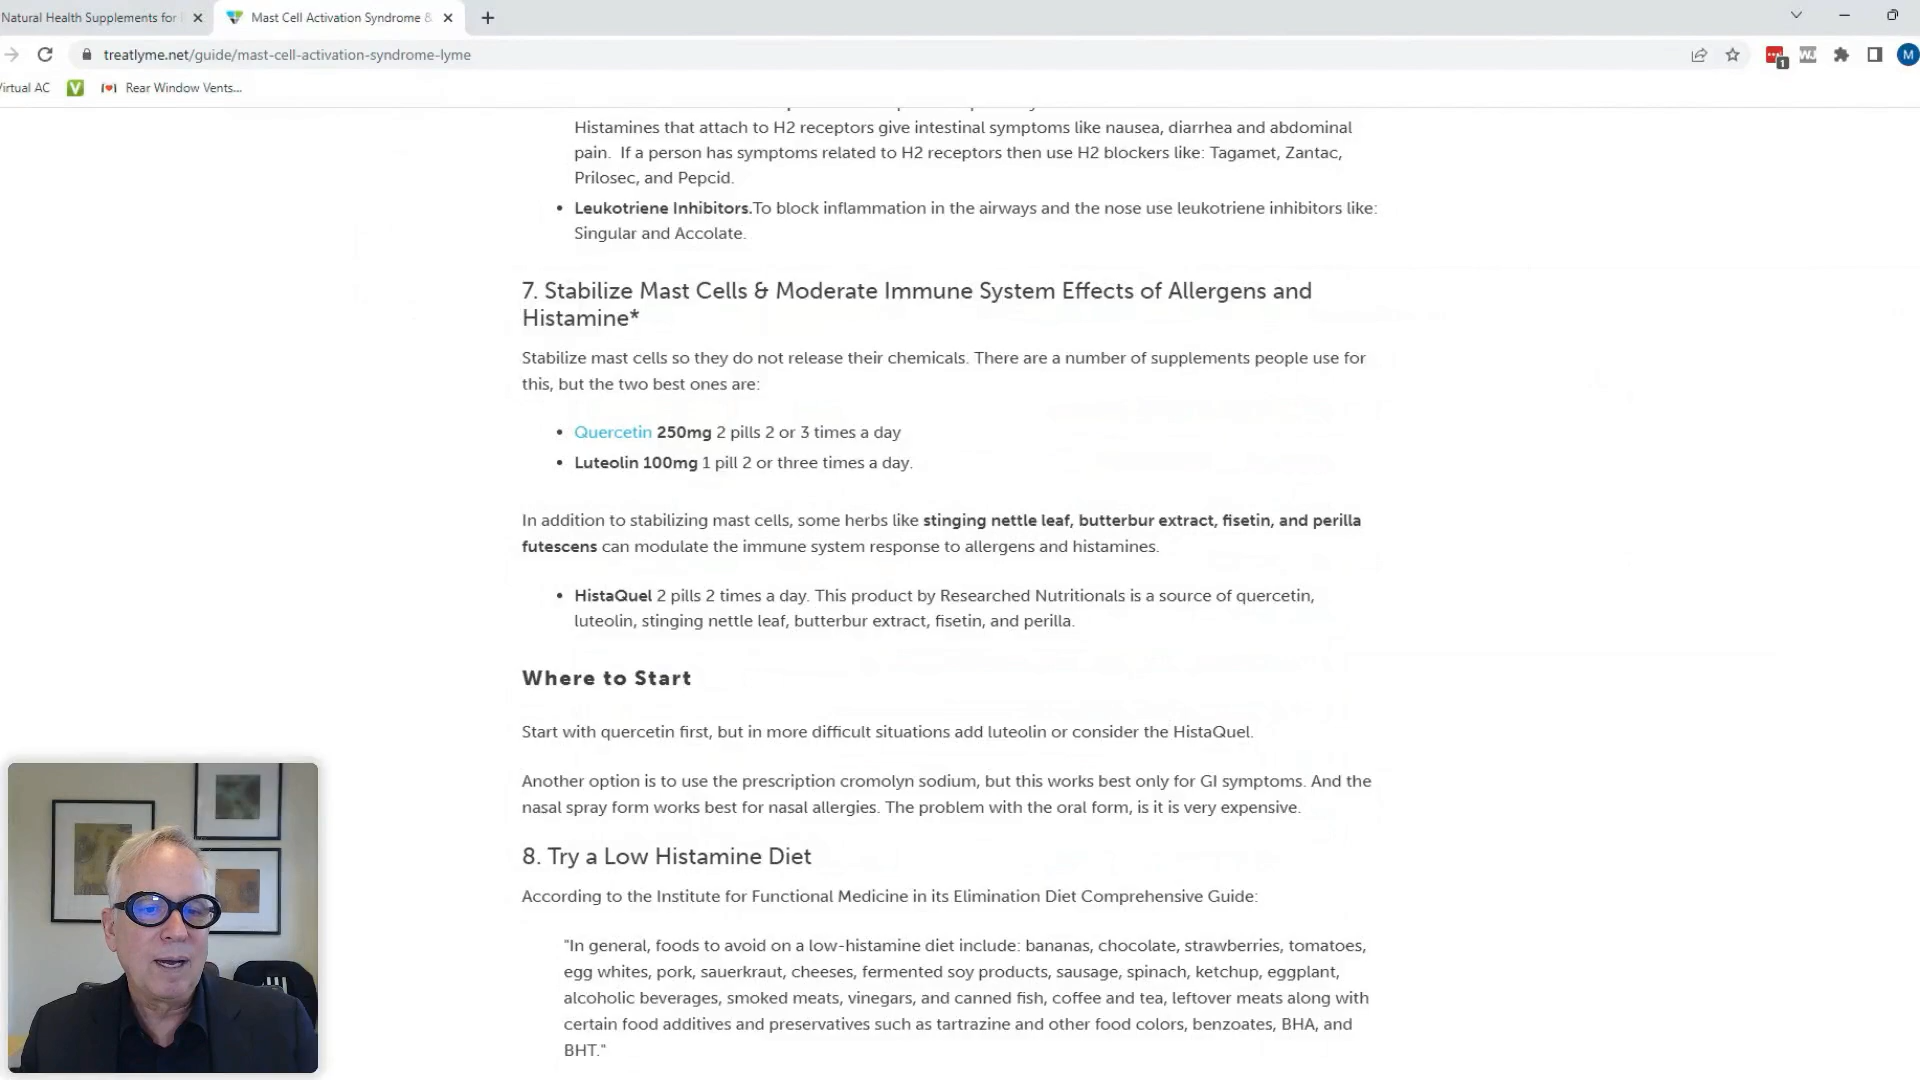 Natural Health Supplements for
Mast Cell Activation Syndrome &
treatlyme.net/guide/mast-cell-activation-syndrome-lyme
1
M
irtual AC
V
Rear Window Vents...
Histamines that attach to H2 receptors give intestinal symptoms like nausea, diarrhea and abdominal
pain. If a person has symptoms related to H2 receptors then use H2 blockers like: Tagamet, Zantac,
Prilosec, and Pepcid.
• Leukotriene Inhibitors.To block inflammation in the airways and the nose use leukotriene inhibitors like:
Singular and Accolate.
7. Stabilize Mast Cells & Moderate Immune System Effects of Allergens and
Histamine*
Stabilize mast cells so they do not release their chemicals. There are a number of supplements people use for
this, but the two best ones are:
• Quercetin 250mg 2 pills 2 or 3 times a day
• Luteolin 100mg 1 pill 2 or three times a day.
In addition to stabilizing mast cells, some herbs like stinging nettle leaf, butterbur extract, fisetin, and perilla
futescens can modulate the immune system response to allergens and histamines.
• HistaQuel 2 pills 2 times a day. This product by Researched Nutritionals is a source of quercetin,
luteolin, stinging nettle leaf, butterbur extract, fisetin, and perilla.
Where to Start
Start with quercetin first, but in more difficult situations add luteolin or consider the HistaQuel.
Another option is to use the prescription cromolyn sodium, but this works best only for GI symptoms. And the
nasal spray form works best for nasal allergies. The problem with the oral form, is it is very expensive.
8. Try a Low Histamine Diet
According to the Institute for Functional Medicine in its Elimination Diet Comprehensive Guide:
"In general, foods to avoid on a low-histamine diet include: bananas, chocolate, strawberries, tomatoes,
egg whites, pork, sauerkraut, cheeses, fermented soy products, sausage, spinach, ketchup, eggplant,
alcoholic beverages, smoked meats, vinegars, and canned fish, coffee and tea, leftover meats along with
certain food additives and preservatives such as tartrazine and other food colors, benzoates, BHA, and
BHT."